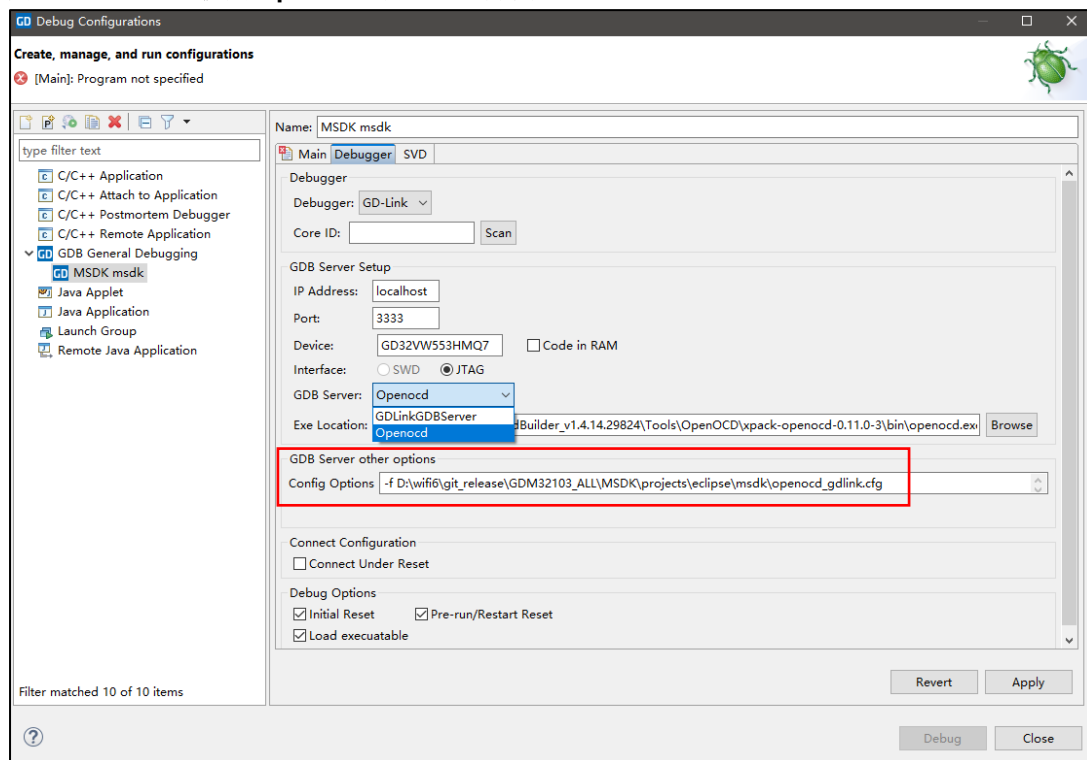 GD Debug Configurations
Create, manage, and run configurations
[Main]: Program not specified
type filter text
C/C++ Application
C/C++ Attach to Application
C/C++ Postmortem Debugger
C/C++ Remote Application
GD GDB General Debugging
GD MSDK msdk
Java Applet
Java Application
Launch Group
Remote Java Application
Filter matched 10 of 10 items
Name: MSDK msdk
Main Debugger SVD
Debugger
Debugger: GD-Link
Core ID: Scan
GDB Server Setup
IP Address: localhost
Port: 3333
Device: GD32VW553HMQ7 Code in RAM
Interface: SWD JTAG
GDB Server: Openocd
GDLinkGDBServer
Openocd
Exe Location: dBuilder_v1.4.14.29824\Tools\OpenOCD\xpack-openocd-0.11.0-3\bin\openocd.ex Browse
GDB Server other options
Config Options -f D:\wifi6\git_release\GDM32103_ALL\MSDK\projects\eclipse\msdk\openocd_gdlink.cfg
Connect Configuration
Connect Under Reset
Debug Options
Initial Reset Pre-run/Restart Reset
Load execuatable
Revert Apply
Debug Close